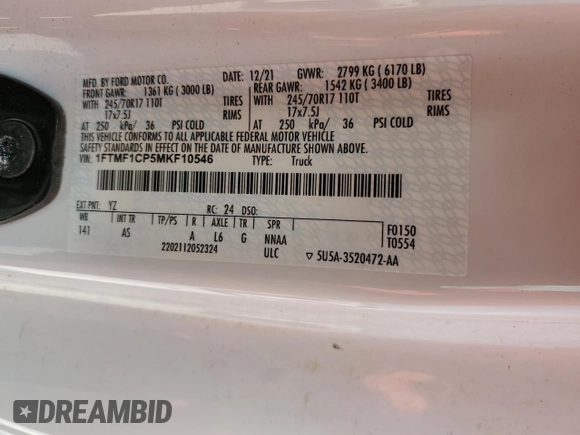 MFD. BY FORD MOTOR CO.
DATE: 12/21 GVWR: 2799 KG ( 6170 LB)
FRONT GAWR: 1361 KG ( 3000 LB)
REAR GAWR: 1542 KG ( 3400 LB)
WITH 245/70R17 110T TIRES
WITH 245/70R17 110T TIRES
17x7.5J RIMS
17x7.5J RIMS
AT 250 kPa/ 36 PSI COLD
AT 250 kPa/ 36 PSI COLD
THIS VEHICLE CONFORMS TO ALL APPLICABLE FEDERAL MOTOR VEHICLE
SAFETY STANDARDS IN EFFECT ON THE DATE OF MANUFACTURE SHOWN ABOVE.
VIN: 1FTMF1CP5MKF10546 TYPE: Truck
EXT PNT: YZ RC: 24 DSO:
WB INT TR TP/PS R AXLE TR SPR
141 AS A L6 G NNAA
F0150
T0554
2202112052324 ULC 5U5A-3520472-AA
DREAMBID